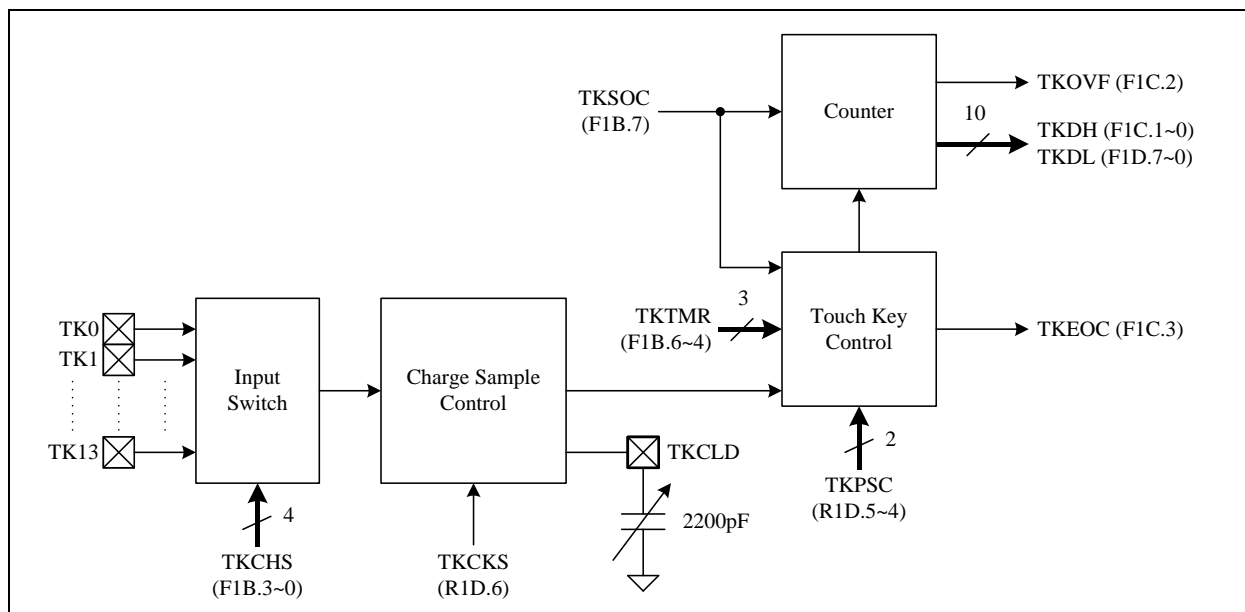 TKSOC
(F1B.7)
Counter
TKOVF (F1C.2)
10
TKDH (F1C.1~0)
TKDL (F1D.7~0)
TK0
TK1
TK13
Input
Switch
4
TKCHS
(F1B.3~0)
Charge Sample
Control
TKCKS
(R1D.6)
TKCLD
2200pF
3
TKTMR
(F1B.6~4)
Touch Key
Control
TKEOC (F1C.3)
2
TKPSC
(R1D.5~4)